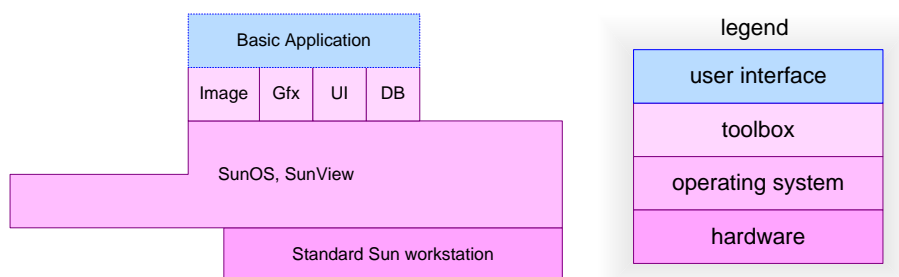 Basic Application
Image Gfx UI DB
SunOS, SunView
Standard Sun workstation
legend
user interface
toolbox
operating system
hardware